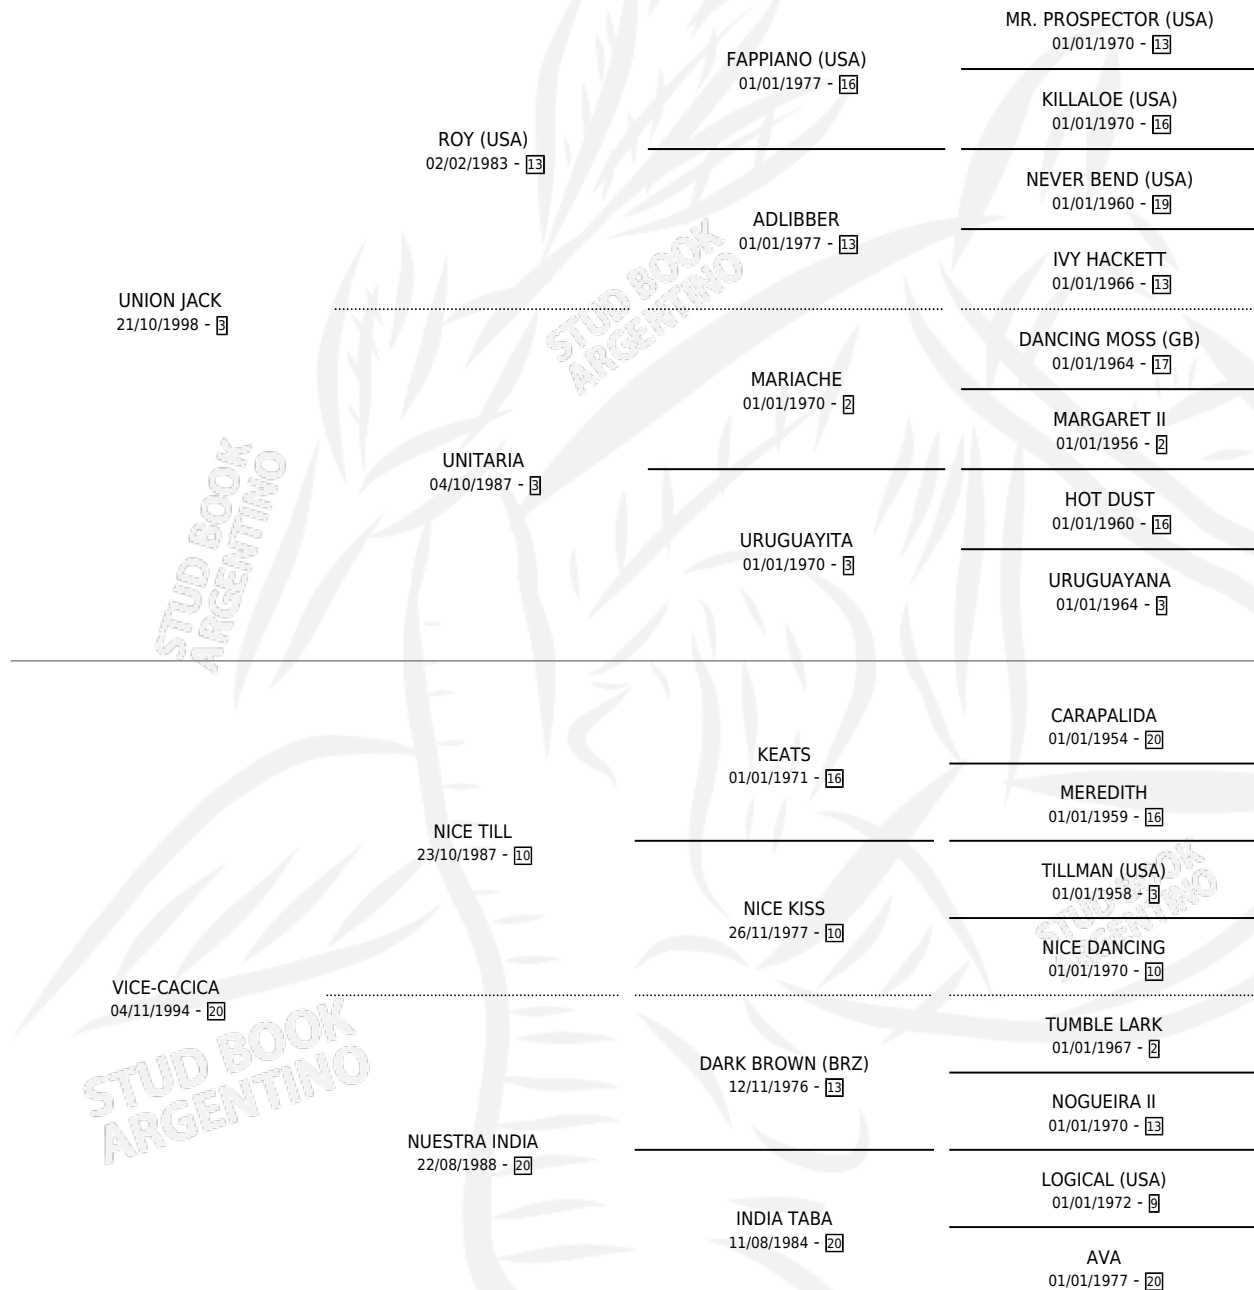 MR. PROSPECTOR (USA)
01/01/1970 - 13
FAPPIANO (USA)
01/01/1977 - 16
KILLALOE (USA)
01/01/1970 - 16
ROY (USA)
02/02/1983 - 13
NEVER BEND (USA)
01/01/1960 - 19
ADLIBBER
01/01/1977 - 13
IVY HACKETT
01/01/1966 - 13
UNION JACK
21/10/1998 - 3
DANCING MOSS (GB)
01/01/1964 - 17
MARIACHE
01/01/1970 - 2
MARGARET II
01/01/1956 - 2
UNITARIA
04/10/1987 - 3
HOT DUST
01/01/1960 - 16
URUGUAYITA
01/01/1970 - 3
URUGUAYANA
01/01/1964 - 3
CARAPALIDA
01/01/1954 - 20
KEATS
01/01/1971 - 16
MEREDITH
01/01/1959 - 16
NICE TILL
23/10/1987 - 10
TILLMAN (USA)
01/01/1958 - 3
NICE KISS
26/11/1977 - 10
NICE DANCING
01/01/1970 - 10
VICE-CACICA
04/11/1994 - 20
TUMBLE LARK
01/01/1967 - 2
DARK BROWN (BRZ)
12/11/1976 - 13
NOGUEIRA II
01/01/1970 - 13
NUESTRA INDIA
22/08/1988 - 20
LOGICAL (USA)
01/01/1972 - 9
INDIA TABA
11/08/1984 - 20
AVA
01/01/1977 - 20
STUD BOOK
ARGENTINO
STUD BOOK
ARGENTINO
STUD BOOK
ARGENTINO
STUD BOOK
ARGENTINO